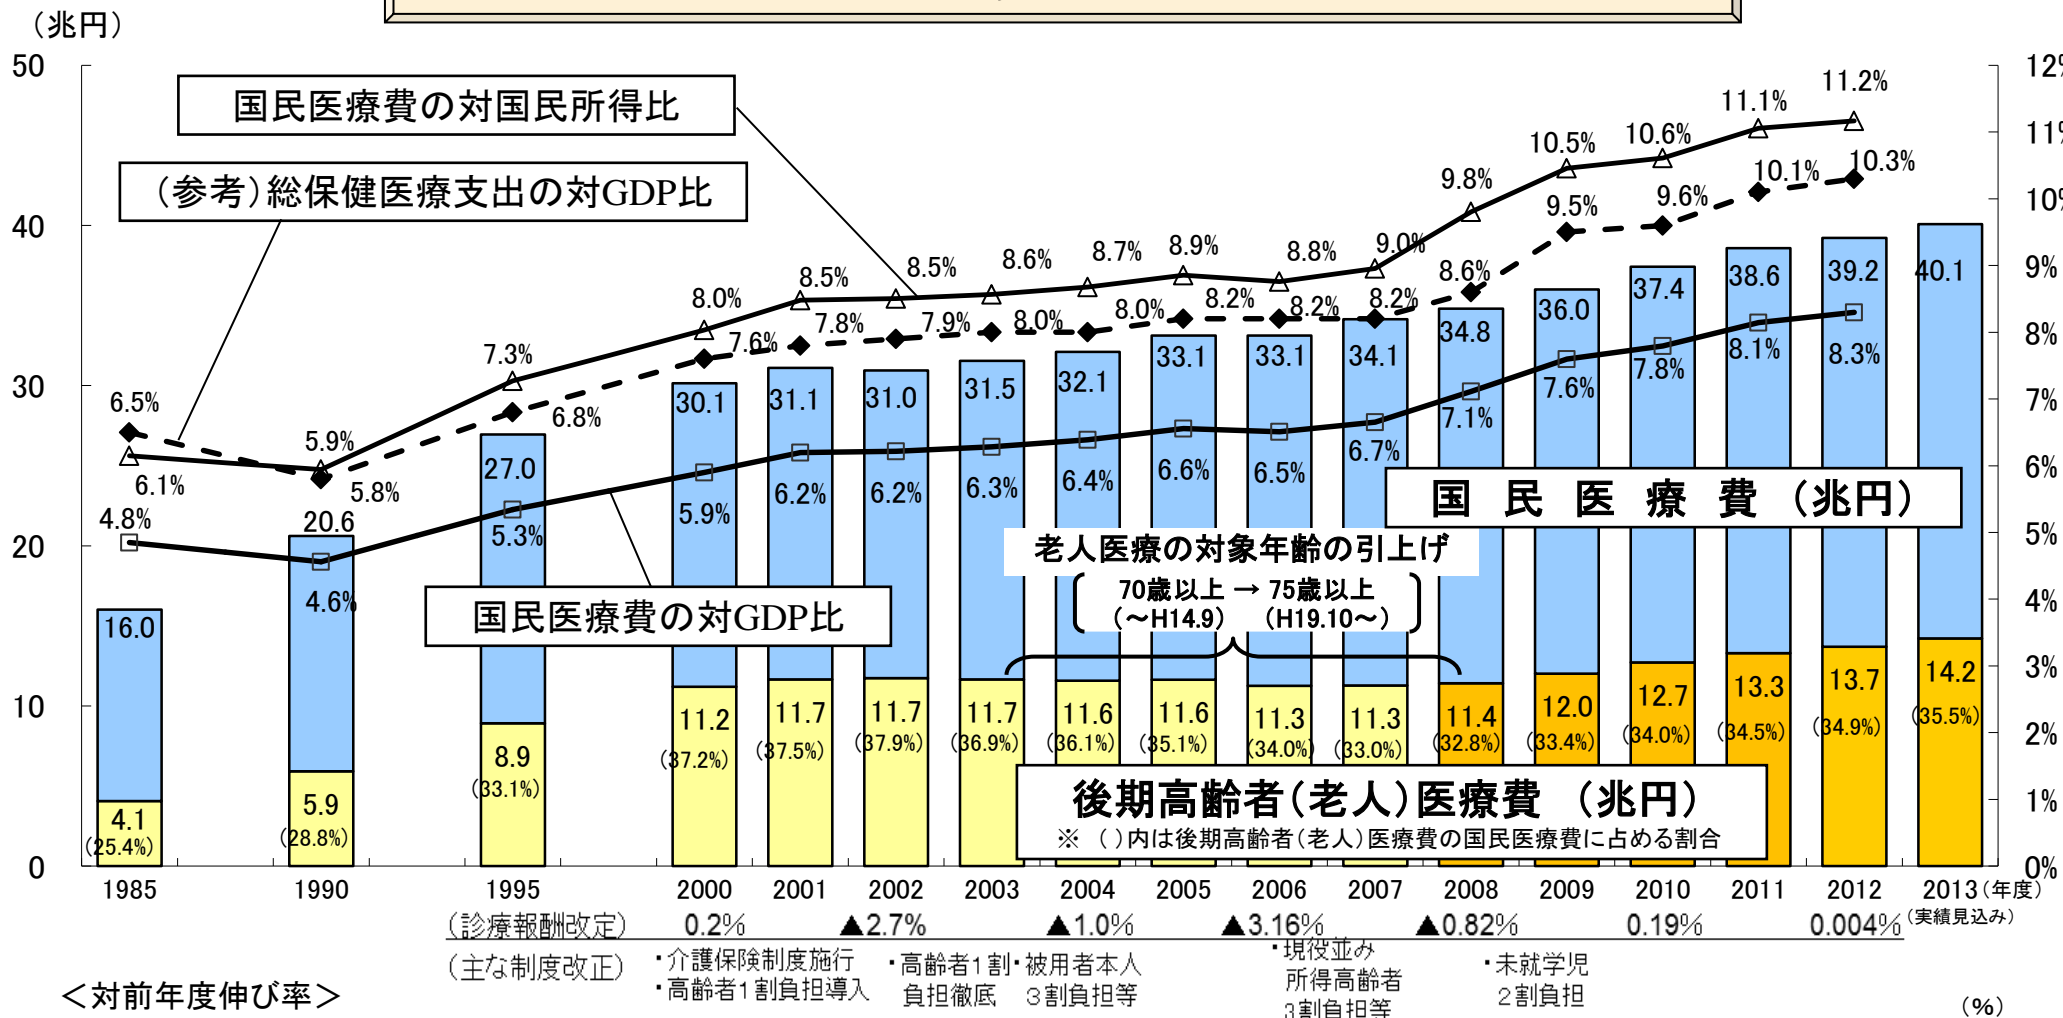 （兆円）
50
40
30
20
10
0
12%
11%
10%
9%
8%
7%
6%
5%
4%
3%
2%
1%
0%
国民医療費の対国民所得比
（参考）総保健医療支出の対GDP比
国民医療費の対GDP比
国　民　医　療　費　（兆円）
老人医療の対象年齢の引上げ
70歳以上 → 75歳以上
（～H14.9）　（H19.10～）
後期高齢者（老人）医療費　（兆円）
※　（ ）内は後期高齢者（老人）医療費の国民医療費に占める割合
6.1% 5.9% 7.3% 8.0% 8.5% 8.5% 8.6% 8.7% 8.9% 8.8% 9.0% 9.8% 10.5% 10.6% 11.1% 11.2%
6.5% 5.8% 6.8% 7.6% 7.8% 7.9% 8.0% 8.0% 8.2% 8.2% 8.2% 8.6% 9.5% 9.6% 10.1% 10.3%
16.0 20.6 27.0 30.1 31.1 31.0 31.5 32.1 33.1 33.1 34.1 34.8 36.0 37.4 38.6 39.2 40.1
4.8% 4.6% 5.3% 5.9% 6.2% 6.2% 6.3% 6.4% 6.6% 6.5% 6.7% 7.1% 7.6% 7.8% 8.1% 8.3%
4.1 5.9 8.9 11.2 11.7 11.7 11.7 11.6 11.6 11.3 11.3 11.4 12.0 12.7 13.3 13.7 14.2
（25.4%） （28.8%） （33.1%） （37.2%） （37.5%） （37.9%） （36.9%） （36.1%） （35.1%） （34.0%） （33.0%） （32.8%） （33.4%） （34.0%） （34.5%） （34.9%） （35.5%）
1985 1990 1995 2000 2001 2002 2003 2004 2005 2006 2007 2008 2009 2010 2011 2012 2013（年度）
（実績見込み）
（診療報酬改定） 0.2% ▲2.7% ▲1.0% ▲3.16% ▲0.82% 0.19% 0.004%
（主な制度改正）
・介護保険制度施行
・高齢者１割負担導入
・高齢者１割
負担徹底
・被用者本人
３割負担等
・現役並み
所得高齢者
3割負担等
・未就学児
２割負担
＜対前年度伸び率＞
（%）